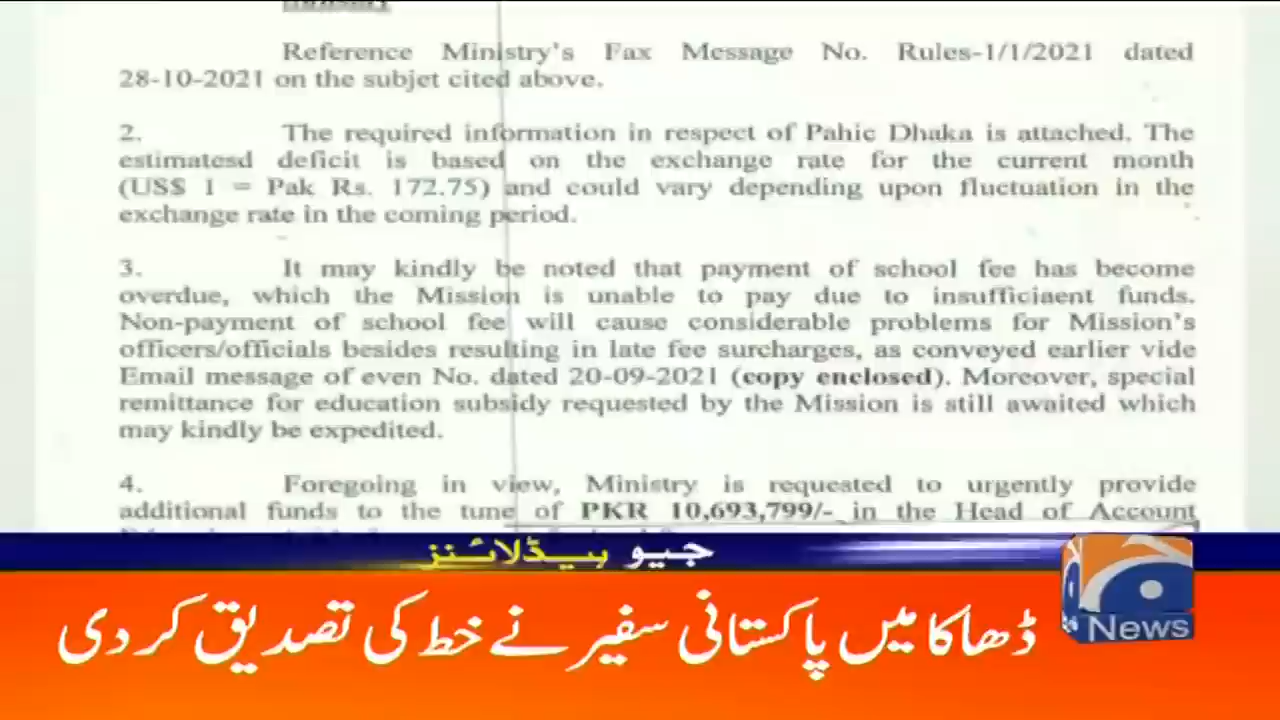 Reference Ministry's Fax Message No. Rules-1/1/2021 dated
28-10-2021 on the subjet cited above.
2. The required information in respect of Pahic Dhaka is attached. The
estimatesd deficit is based on the exchange rate for the current month
(US$ 1 = Pak Rs. 172.75) and could vary depending upon fluctuation in the
exchange rate in the coming period.
3. It may kindly be noted that payment of school fee has become
overdue, which the Mission is unable to pay due to insufficiaent funds.
Non-payment of school fee will cause considerable problems for Mission's
officers/officials besides resulting in late fee surcharges, as conveyed earlier vide
Email message of even No. dated 20-09-2021 (copy enclosed). Moreover, special
remittance for education subsidy requested by the Mission is still awaited which
may kindly be expedited.
4. Foregoing in view, Ministry is requested to urgently provide
additional funds to the tune of PKR 10,693,799/- in the Head of Account
جیو ہیڈلائنز
News
ڈھاکا میں پاکستانی سفیر نے خط کی تصدیق کر دی